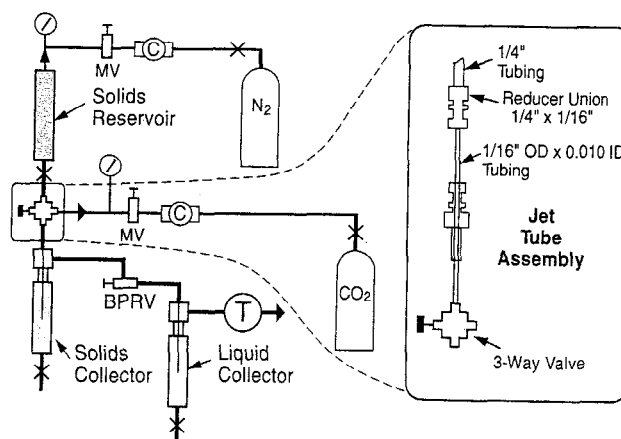 MV
C
N2
Solids
Reservoir
MV
C
CO2
BPRV
T
Solids
Collector
Liquid
Collector
1/4"
Tubing
Reducer Union
1/4" x 1/16"
1/16" OD x 0.010 ID
Tubing
Jet
Tube
Assembly
3-Way Valve